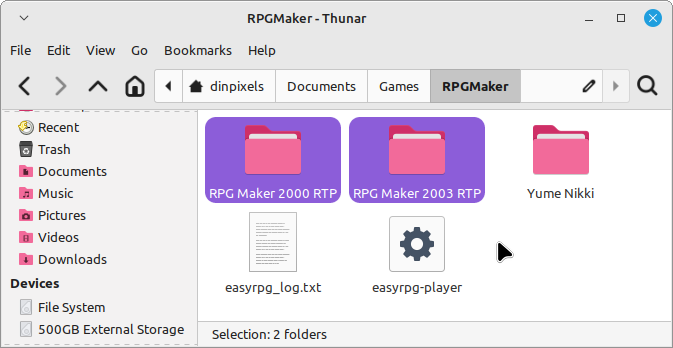 RPGMaker - Thunar
File Edit View Go Bookmarks Help
dinpixels Documents Games RPGMaker
Recent
Trash
Documents
Music
Pictures
Videos
Downloads
Devices
File System
500GB External Storage
RPG Maker 2000 RTP
RPG Maker 2003 RTP
Yume Nikki
easyrpg_log.txt
easyrpg-player
Selection: 2 folders